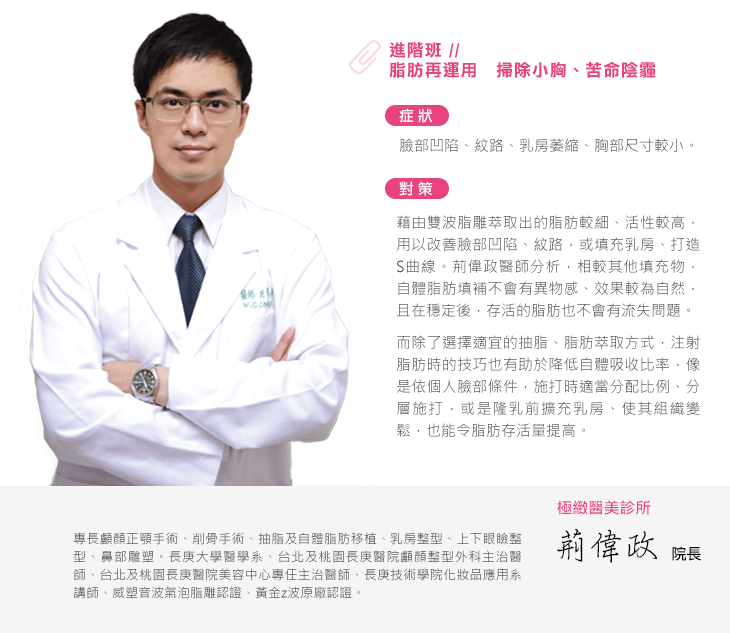 進階班 //
脂肪再運用　掃除小胸、苦命陰霾
症狀
臉部凹陷、紋路、乳房萎縮、胸部尺寸較小。
對策
藉由雙波脂雕萃取出的脂肪較細、活性較高，
用以改善臉部凹陷、紋路，或填充乳房、打造
S曲線。荊偉政醫師分析，相較其他填充物，
自體脂肪填補不會有異物感、效果較為自然，
且在穩定後，存活的脂肪也不會有流失問題。
而除了選擇適宜的抽脂、脂肪萃取方式，注射
脂肪時的技巧也有助於降低自體吸收比率，像
是依個人臉部條件，施打時適當分配比例、分
層施打，或是隆乳前擴充乳房、使其組織變
鬆，也能令脂肪存活量提高。
醫師
極緻醫美診所
荊偉政 院長
專長顱顏正顎手術、削骨手術、抽脂及自體脂肪移植、乳房整型、上下眼瞼整
型、鼻部雕塑。長庚大學醫學系、台北及桃園長庚醫院顱顏整型外科主治醫
師、台北及桃園長庚醫院美容中心專任主治醫師、長庚技術學院化妝品應用系
講師、威塑音波氣泡脂雕認證、黃金z波原廠認證。